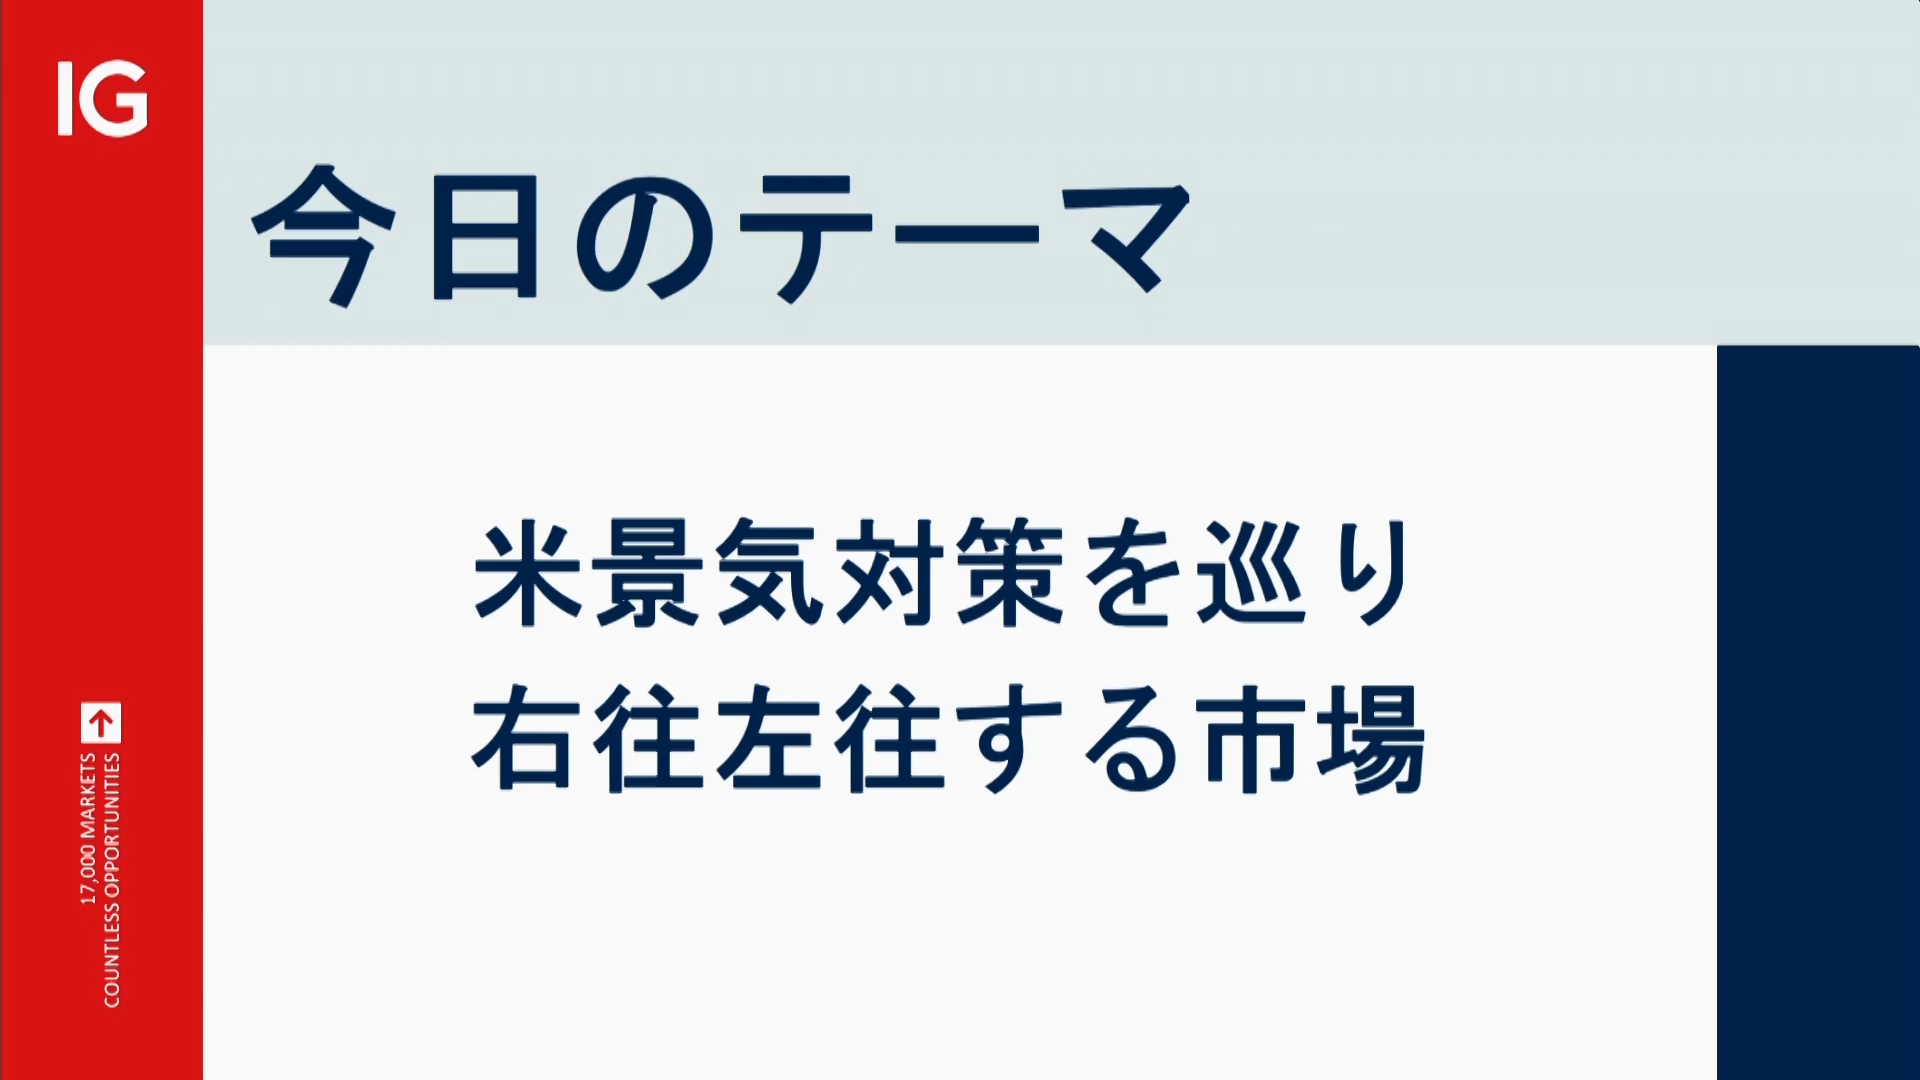 IG
今日のテーマ
米景気対策を巡り
右往左往する市場
17,000 MARKETS
COUNTLESS OPPORTUNITIES